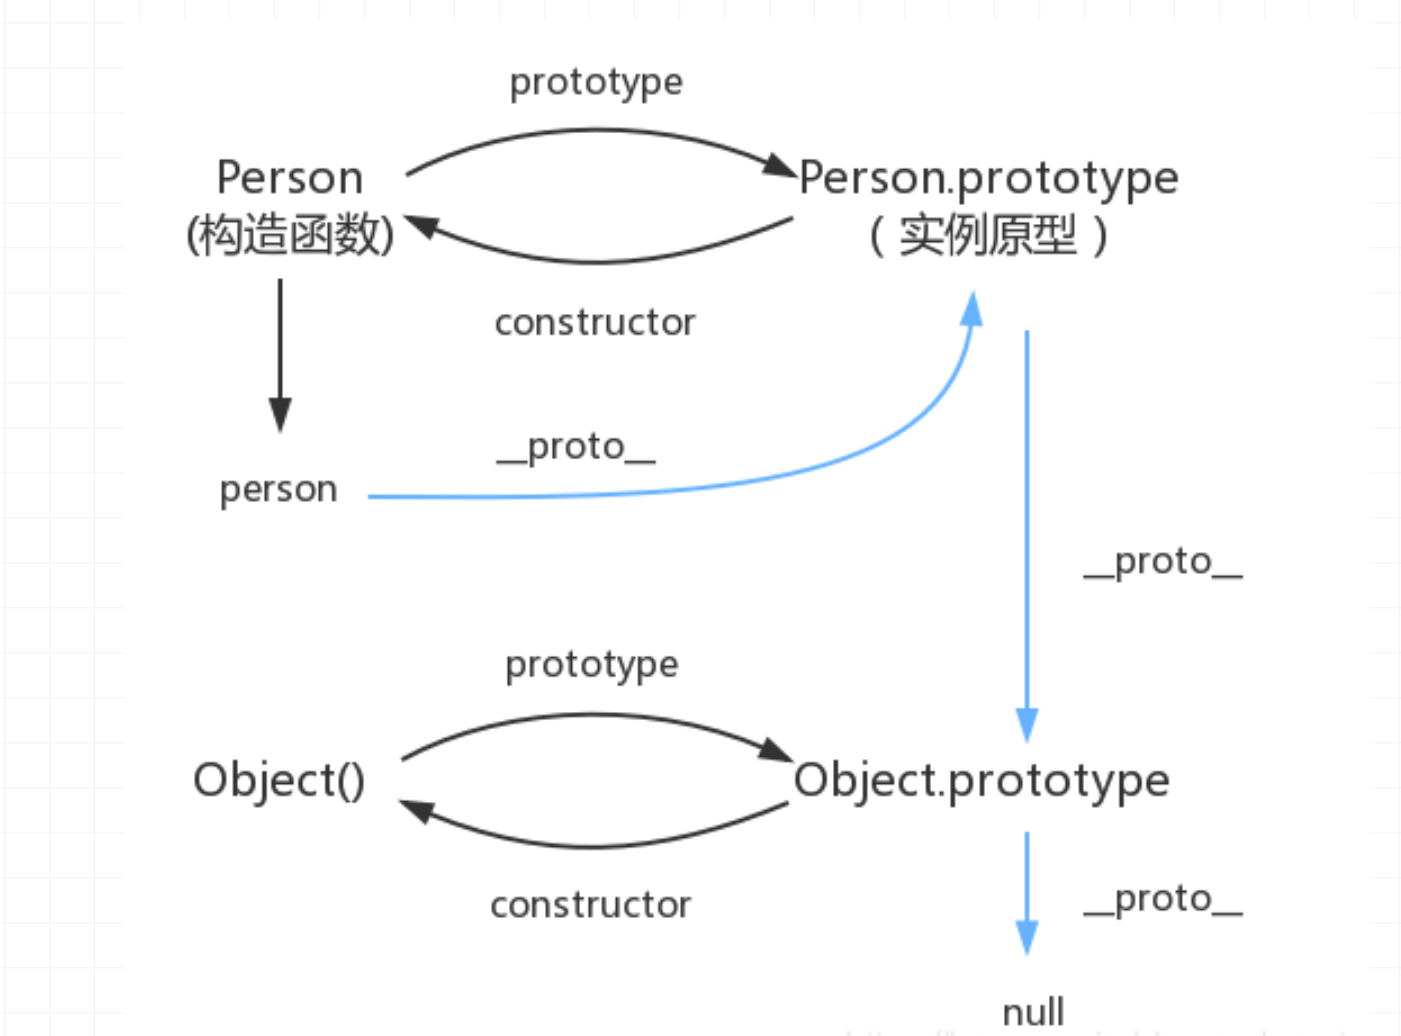 prototype
Person
Person.prototype
(构造函数)
（实例原型）
constructor
__proto__
person
__proto__
prototype
Object()
Object.prototype
__proto__
constructor
null